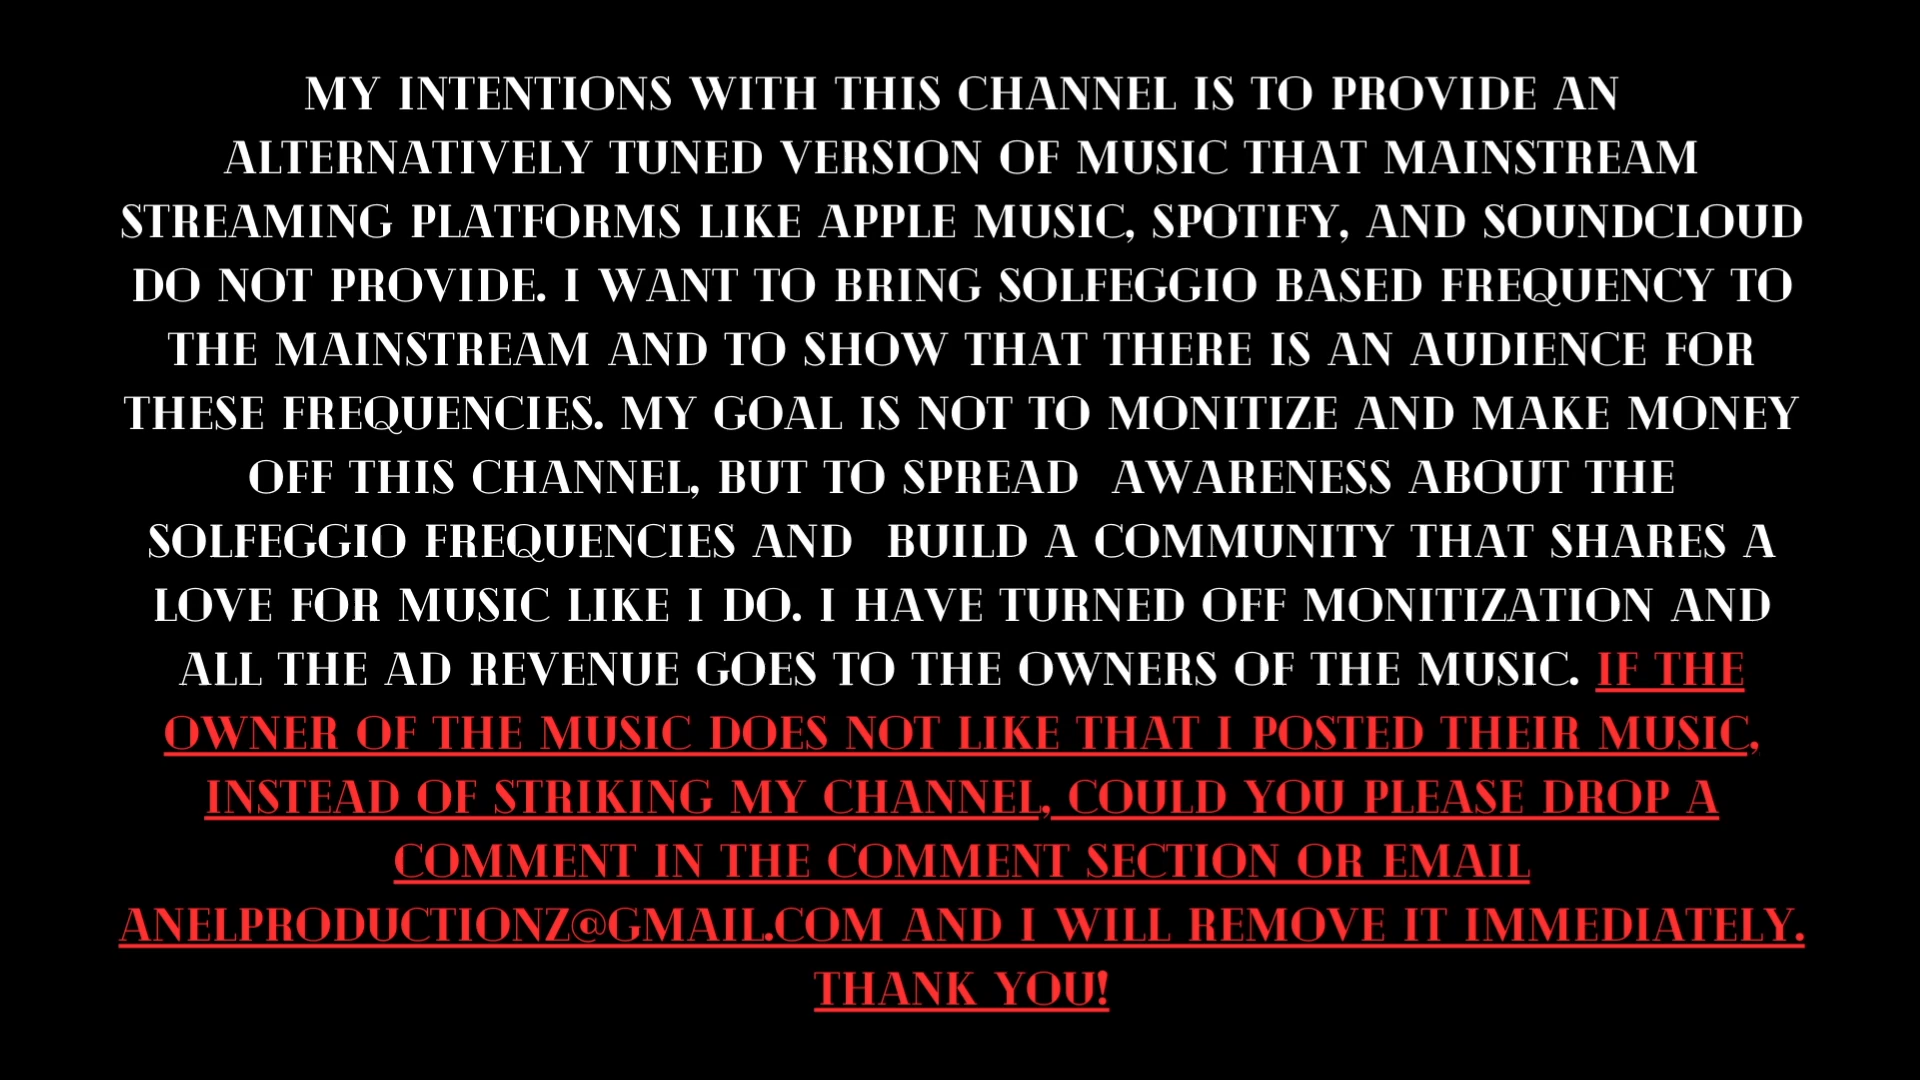 MY INTENTIONS WITH THIS CHANNEL IS TO PROVIDE AN
ALTERNATIVELY TUNED VERSION OF MUSIC THAT MAINSTREAM
STREAMING PLATFORMS LIKE APPLE MUSIC, SPOTIFY, AND SOUNDCLOUD
DO NOT PROVIDE. I WANT TO BRING SOLFEGGIO BASED FREQUENCY TO
THE MAINSTREAM AND TO SHOW THAT THERE IS AN AUDIENCE FOR
THESE FREQUENCIES. MY GOAL IS NOT TO MONITIZE AND MAKE MONEY
OFF THIS CHANNEL, BUT TO SPREAD  AWARENESS ABOUT THE
SOLFEGGIO FREQUENCIES AND  BUILD A COMMUNITY THAT SHARES A
LOVE FOR MUSIC LIKE I DO. I HAVE TURNED OFF MONITIZATION AND
ALL THE AD REVENUE GOES TO THE OWNERS OF THE MUSIC. IF THE
OWNER OF THE MUSIC DOES NOT LIKE THAT I POSTED THEIR MUSIC,
INSTEAD OF STRIKING MY CHANNEL, COULD YOU PLEASE DROP A
COMMENT IN THE COMMENT SECTION OR EMAIL
ANELPRODUCTIONZ@GMAIL.COM AND I WILL REMOVE IT IMMEDIATELY.
THANK YOU!